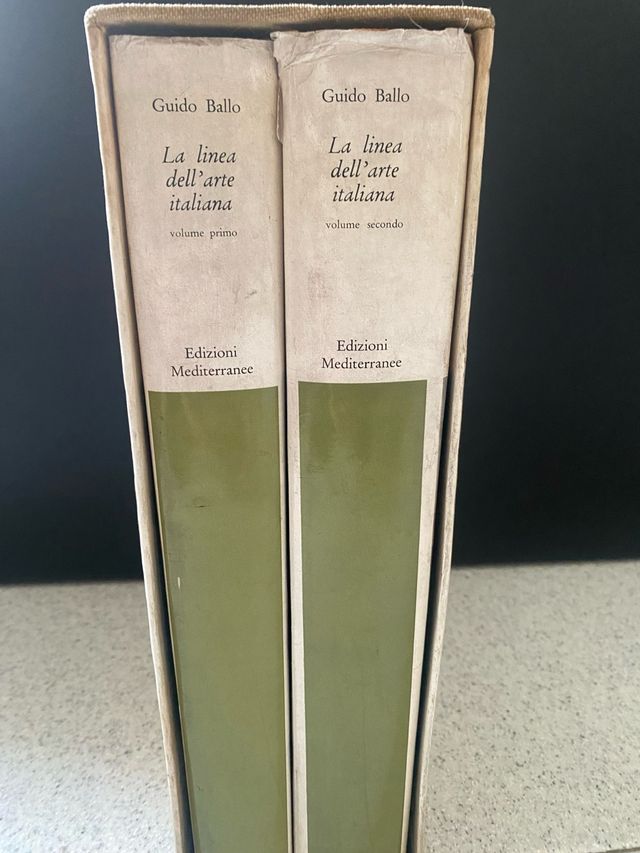 Guido Ballo
La linea
dell'arte
italiana
volume primo
Edizioni
Mediterranee
Guido Ballo
La linea
dell'arte
italiana
volume secondo
Edizioni
Mediterranee